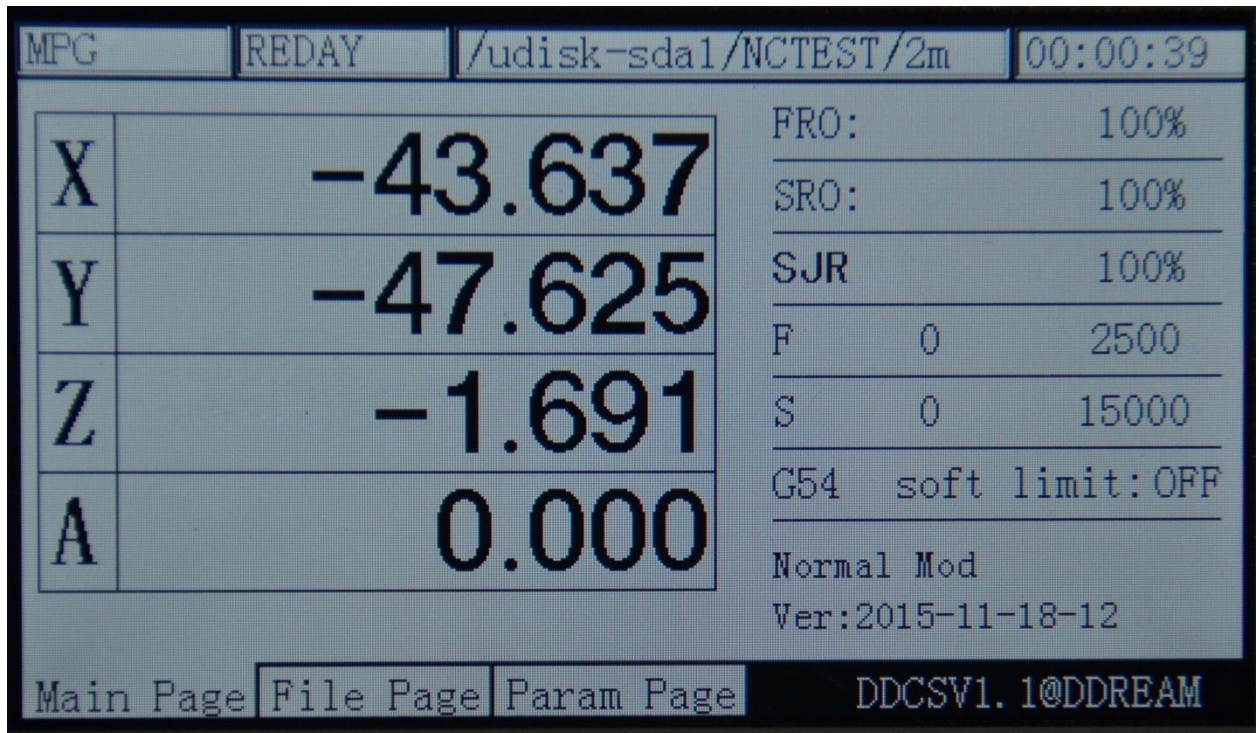 MPG REDAY /udisk-sda1/NCTEST/2m 00:00:39
X -43.637
Y -47.625
Z -1.691
A 0.000
FRO: 100%
SRO: 100%
SJR 100%
F 0 2500
S 0 15000
G54 soft limit:OFF
Normal Mod
Ver:2015-11-18-12
Main Page File Page Param Page DDCSV1.1@DDREAM